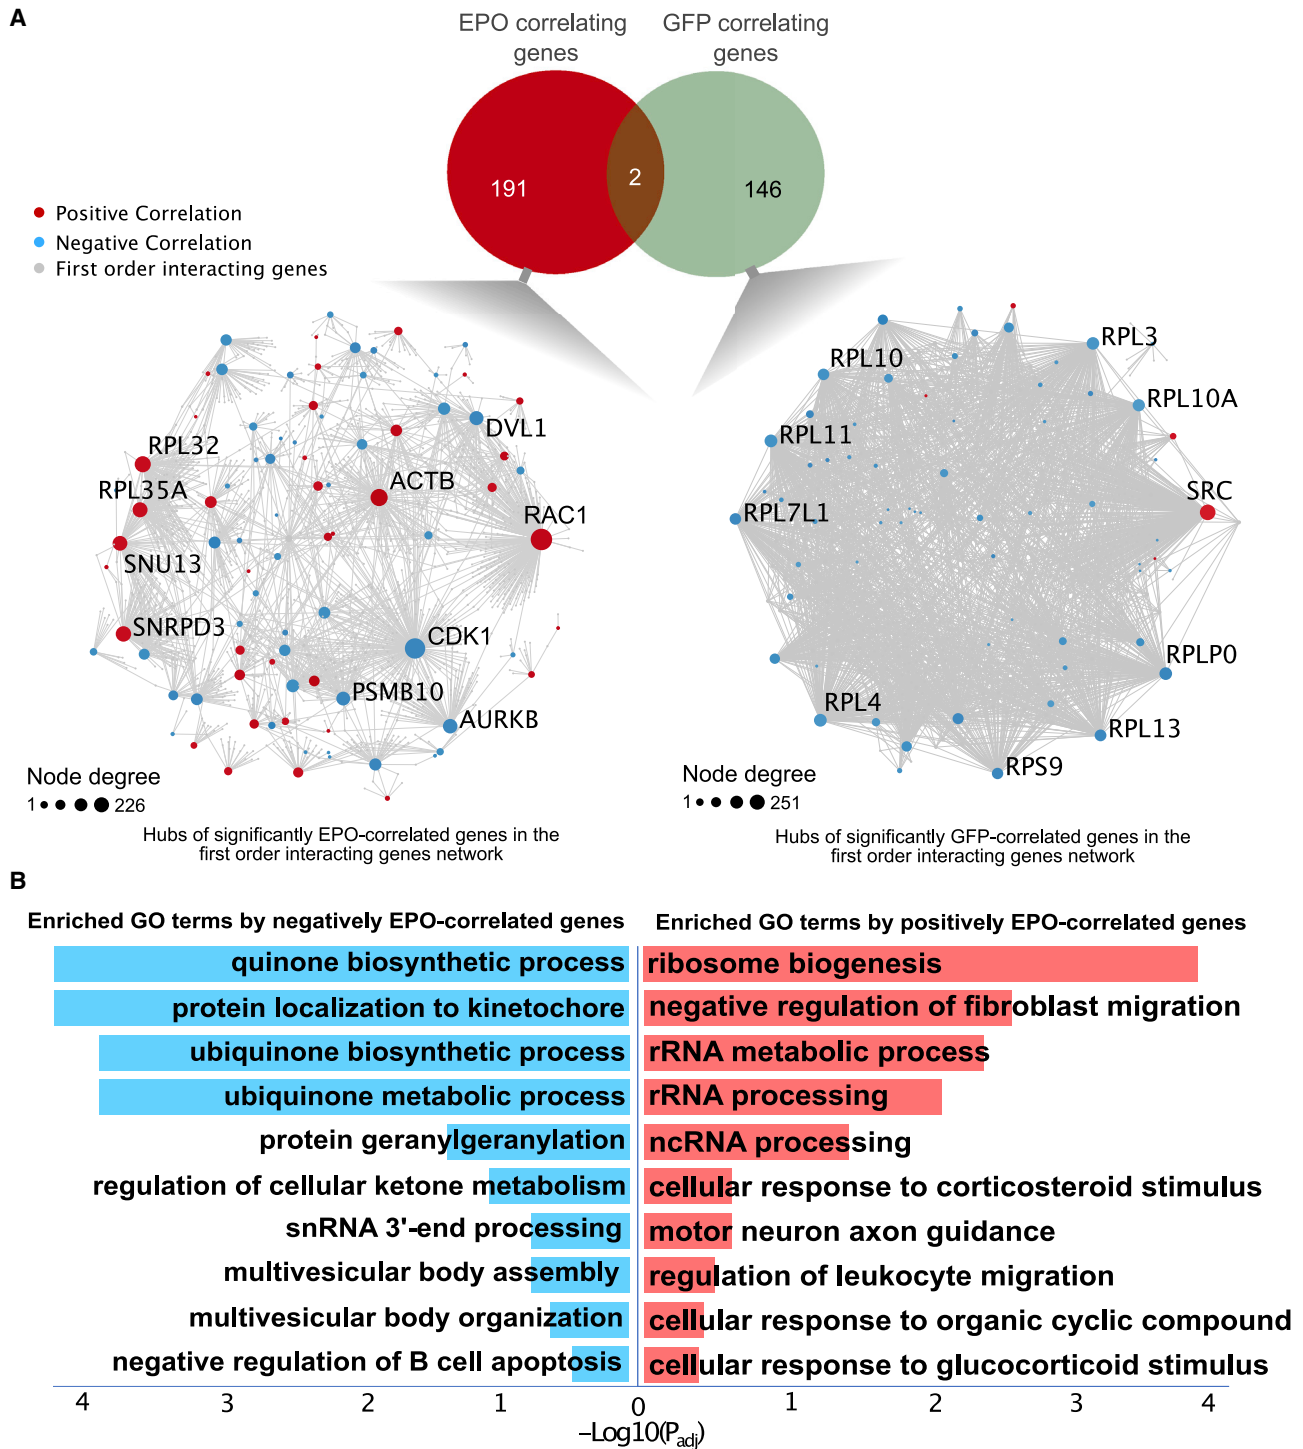 A
EPO correlating
genes
GFP correlating
genes
191
2
146
Positive Correlation
Negative Correlation
First order interacting genes
RPL32
RPL35A
SNU13
SNRPD3
ACTB
DVL1
RAC1
CDK1
PSMB10
AURKB
Node degree
1 226
Hubs of significantly EPO-correlated genes in the
first order interacting genes network
RPL3
RPL10
RPL10A
RPL11
SRC
RPL7L1
RPLP0
RPL4
RPL13
RPS9
Node degree
1 251
Hubs of significantly GFP-correlated genes in the
first order interacting genes network
B
Enriched GO terms by negatively EPO-correlated genes
quinone biosynthetic process
protein localization to kinetochore
ubiquinone biosynthetic process
ubiquinone metabolic process
protein geranylgeranylation
regulation of cellular ketone metabolism
snRNA 3'-end processing
multivesicular body assembly
multivesicular body organization
negative regulation of B cell apoptosis
Enriched GO terms by positively EPO-correlated genes
ribosome biogenesis
negative regulation of fibroblast migration
rRNA metabolic process
rRNA processing
ncRNA processing
cellular response to corticosteroid stimulus
motor neuron axon guidance
regulation of leukocyte migration
cellular response to organic cyclic compound
cellular response to glucocorticoid stimulus
4 3 2 1 0 1 2 3 4
−Log10(Padj)